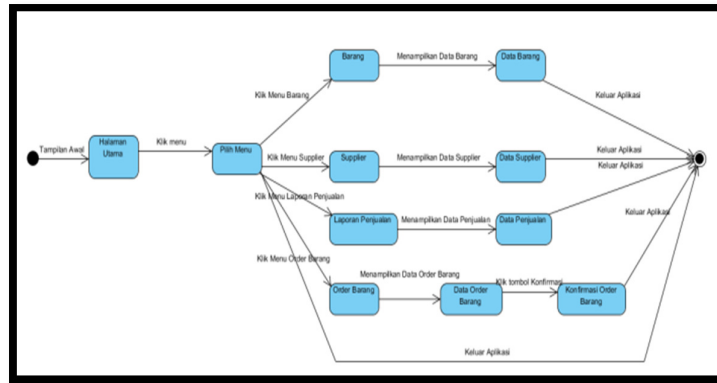 Tampilan Awal
Halaman
Utama
Klik menu
Pilih Menu
Klik Menu Barang
Barang
Menampilkan Data Barang
Data Barang
Keluar Aplikasi
Klik Menu Supplier
Supplier
Menampilkan Data Supplier
Data Supplier
Keluar Aplikasi
Klik Menu Laporan Penjualan
Laporan Penjualan
Menampilkan Data Penjualan
Data Penjualan
Keluar Aplikasi
Klik Menu Order Barang
Order Barang
Menampilkan Data Order Barang
Data Order
Barang
Klik tombol Konfirmasi
Konfirmasi Order
Barang
Keluar Aplikasi
Keluar Aplikasi